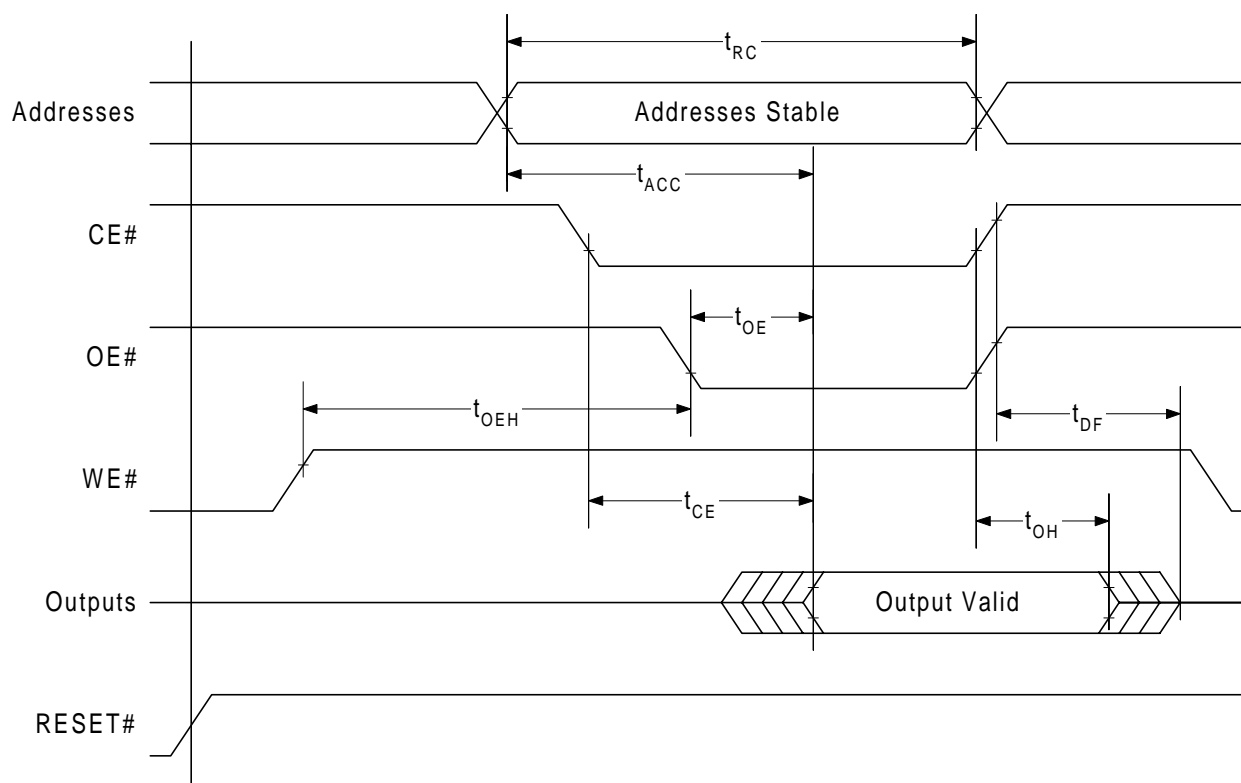 tRC
Addresses
Addresses Stable
tACC
CE#
tOE
OE#
tOEH
tDF
WE#
tCE
tOH
Outputs
Output Valid
RESET#